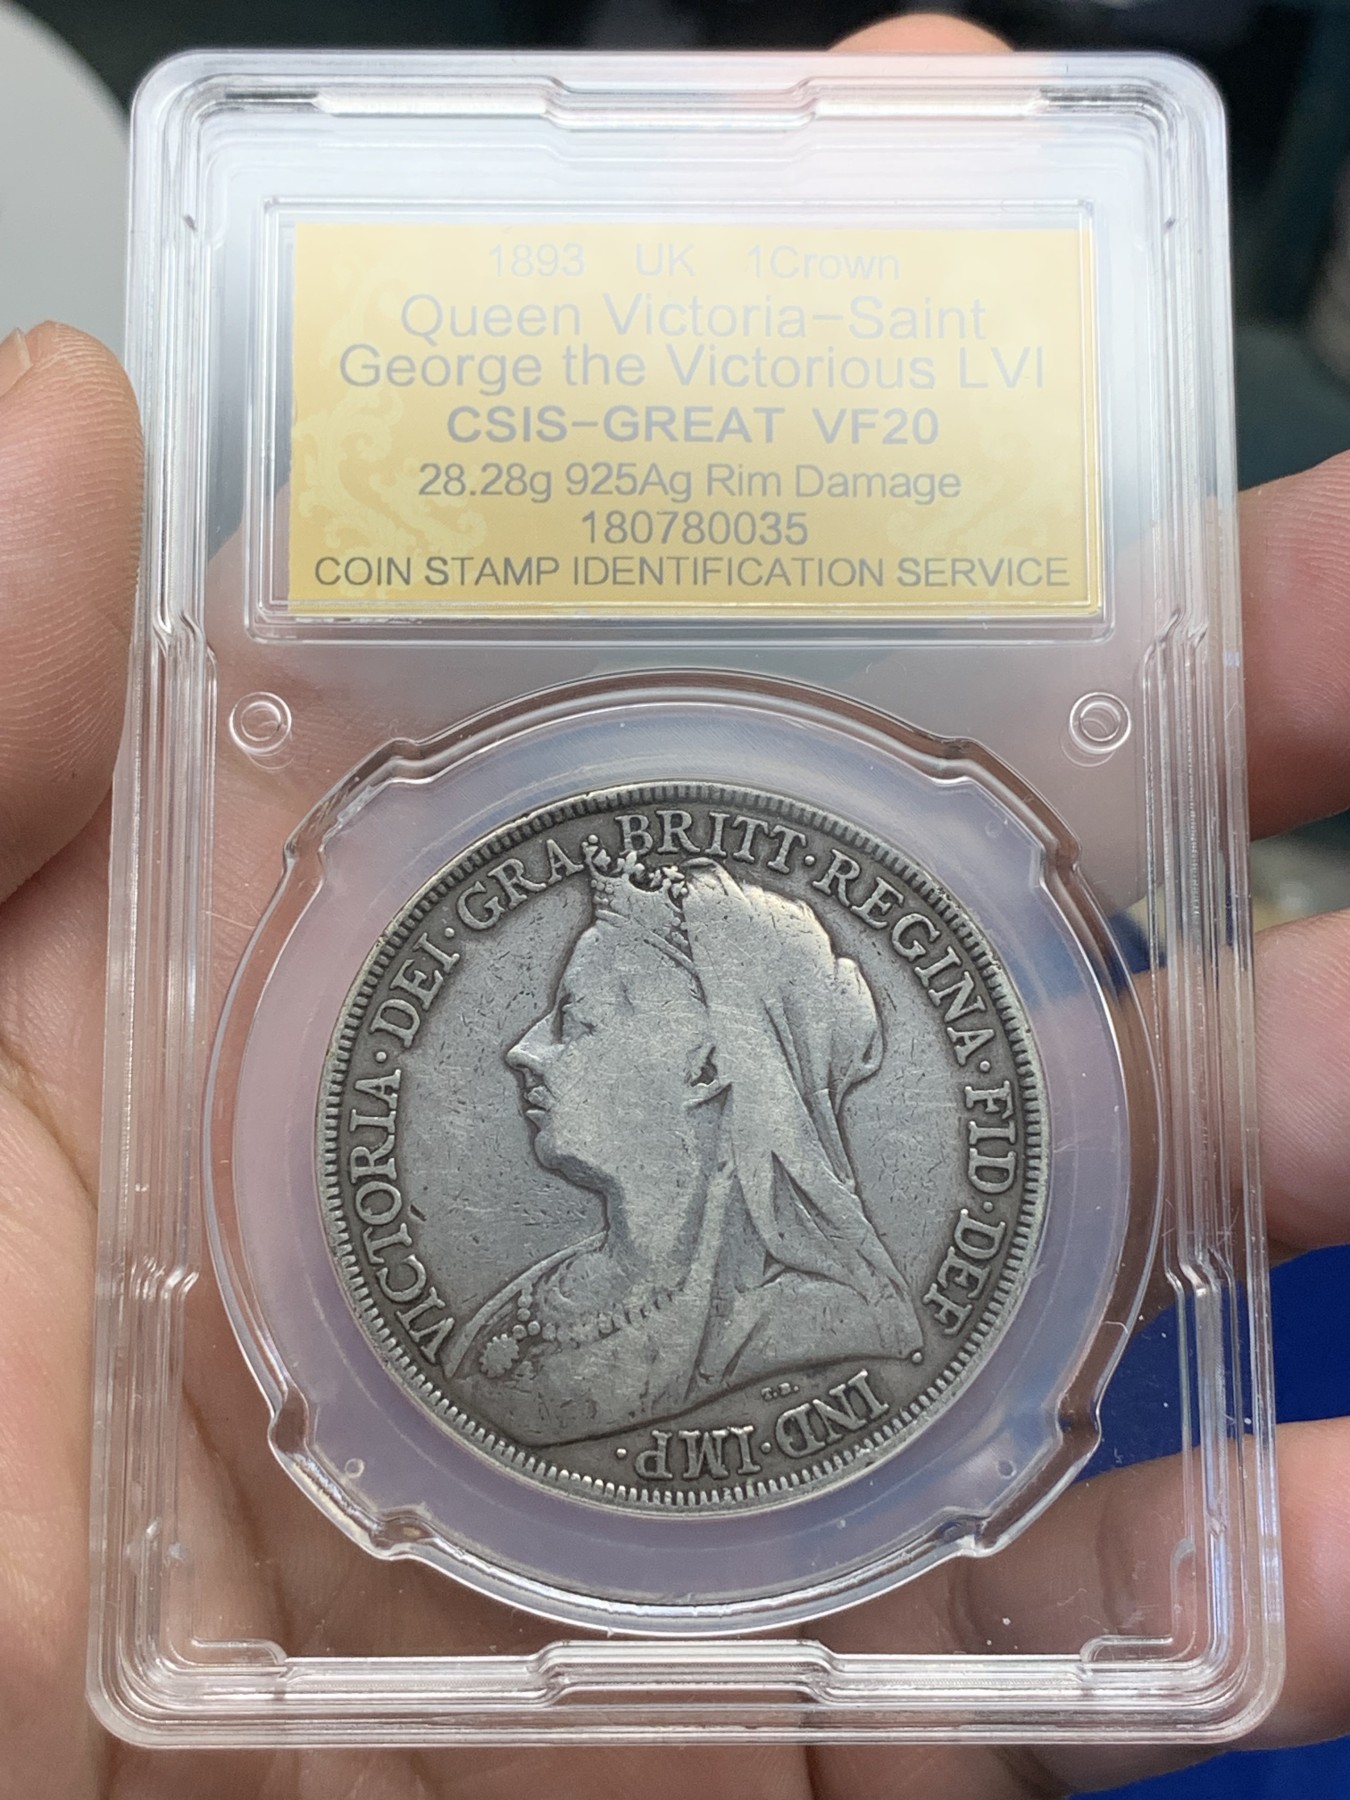 1893 UK 1Crown
Queen Victoria-Saint
George the Victorious LVI
CSIS-GREAT VF20
28.28g 925Ag Rim Damage
180780035
COIN STAMP IDENTIFICATION SERVICE
VICTORIA·DEI·GRA·BRITT·REGINA·FID·DEF·IND·IMP·
T.B.